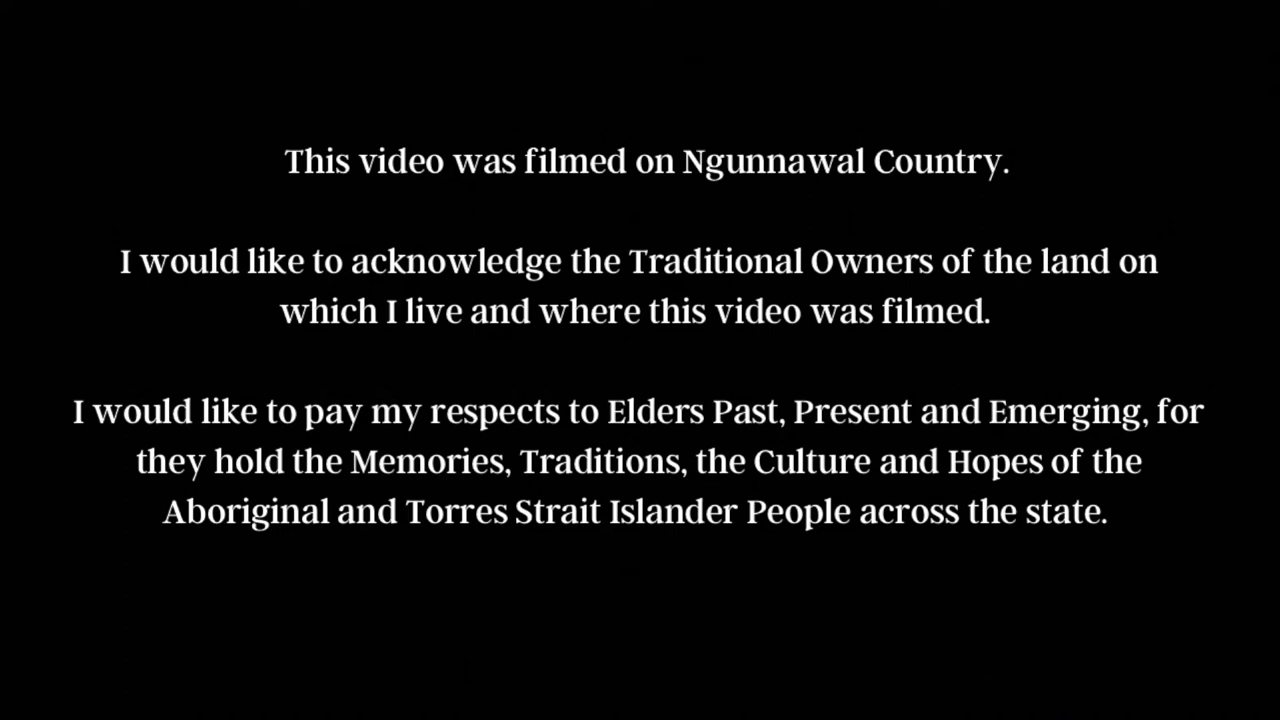 This video was filmed on Ngunnawal Country.
I would like to acknowledge the Traditional Owners of the land on
which I live and where this video was filmed.
I would like to pay my respects to Elders Past, Present and Emerging, for
they hold the Memories, Traditions, the Culture and Hopes of the
Aboriginal and Torres Strait Islander People across the state.